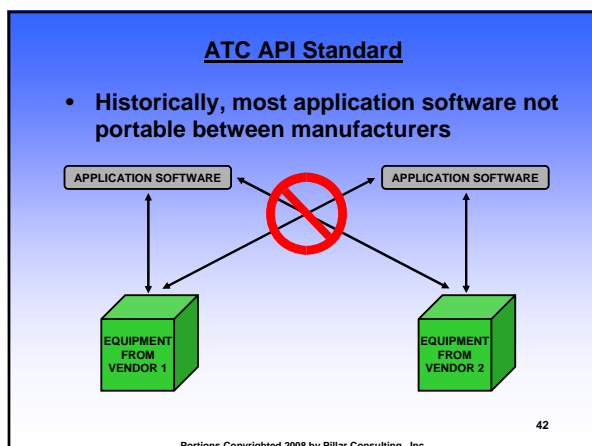 ATC API Standard
• Historically, most application software not
portable between manufacturers
APPLICATION SOFTWARE
APPLICATION SOFTWARE
EQUIPMENT
FROM
VENDOR 1
EQUIPMENT
FROM
VENDOR 2
42
Portions Copyrighted 2008 by Pillar Consulting, Inc.